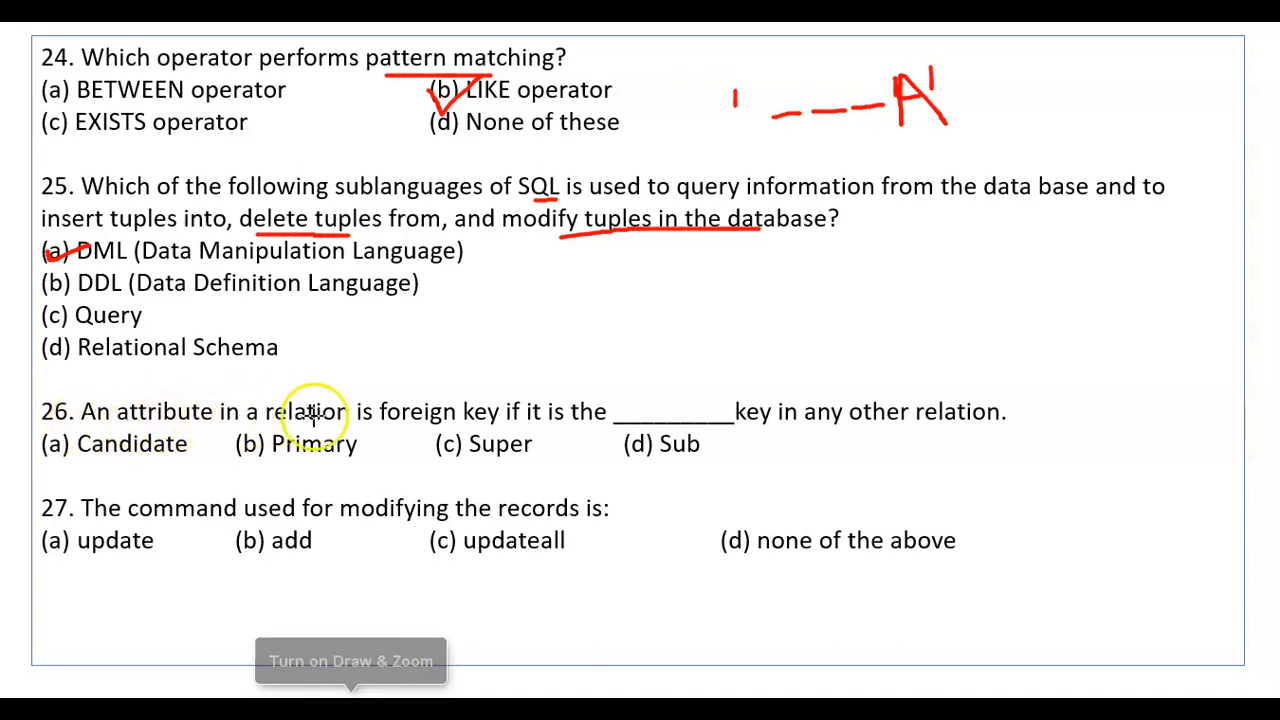 24. Which operator performs pattern matching?
(a) BETWEEN operator (b) LIKE operator
(c) EXISTS operator (d) None of these
' _ _ _ A'
25. Which of the following sublanguages of SQL is used to query information from the data base and to
insert tuples into, delete tuples from, and modify tuples in the database?
(a) DML (Data Manipulation Language)
(b) DDL (Data Definition Language)
(c) Query
(d) Relational Schema
26. An attribute in a relation is foreign key if it is the _________key in any other relation.
(a) Candidate (b) Primary (c) Super (d) Sub
27. The command used for modifying the records is:
(a) update (b) add (c) updateall (d) none of the above
Turn on Draw & Zoom